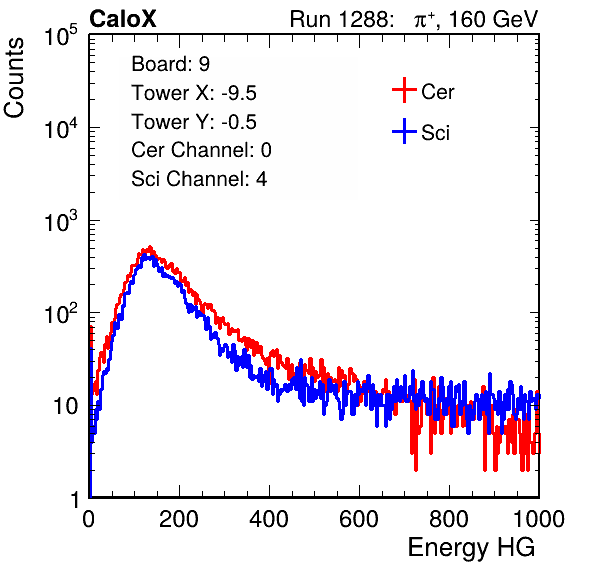 CaloX Run 1288: π⁺, 160 GeV
Counts
10⁵
10⁴
10³
10²
10
1
Board: 9
Tower X: -9.5
Tower Y: -0.5
Cer Channel: 0
Sci Channel: 4
Cer
Sci
0 200 400 600 800 1000
Energy HG